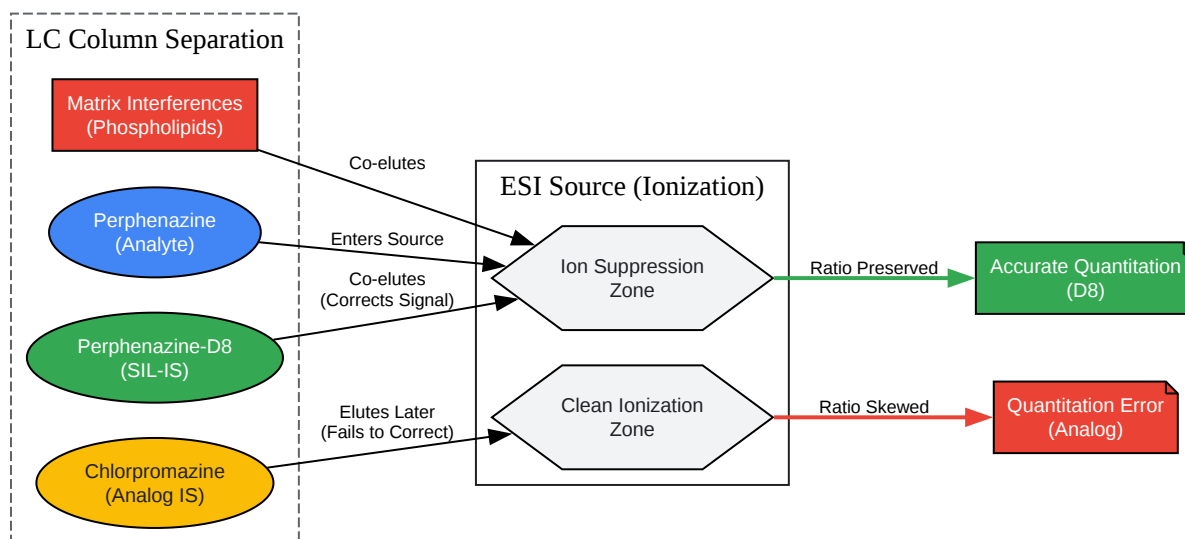 LC Column Separation
Matrix Interferences
(Phospholipids)
Perphenazine
(Analyte)
Perphenazine-D8
(SIL-IS)
Chlorpromazine
(Analog IS)
Co-elutes
Enters Source
Co-elutes
(Corrects Signal)
Elutes Later
(Fails to Correct)
ESI Source (Ionization)
Ion Suppression
Zone
Clean Ionization
Zone
Ratio Preserved
Ratio Skewed
Accurate Quantitation
(D8)
Quantitation Error
(Analog)